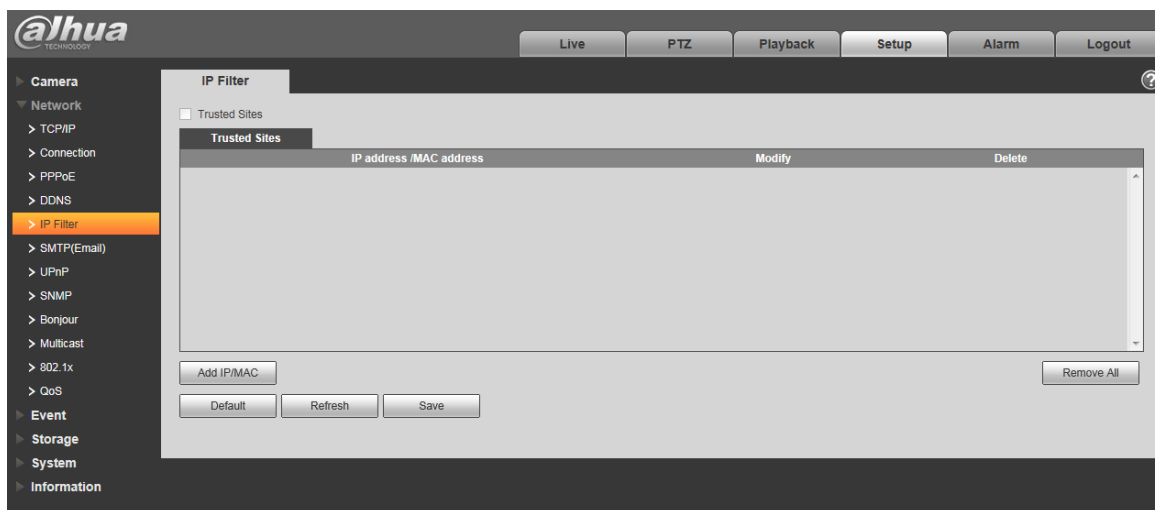 alhua
TECHNOLOGY
Live PTZ Playback Setup Alarm Logout
Camera
Network
> TCP/IP
> Connection
> PPPoE
> DDNS
> IP Filter
> SMTP(Email)
> UPnP
> SNMP
> Bonjour
> Multicast
> 802.1x
> QoS
Event
Storage
System
Information
IP Filter
?
Trusted Sites
Trusted Sites
IP address /MAC address Modify Delete
Add IP/MAC Remove All
Default Refresh Save